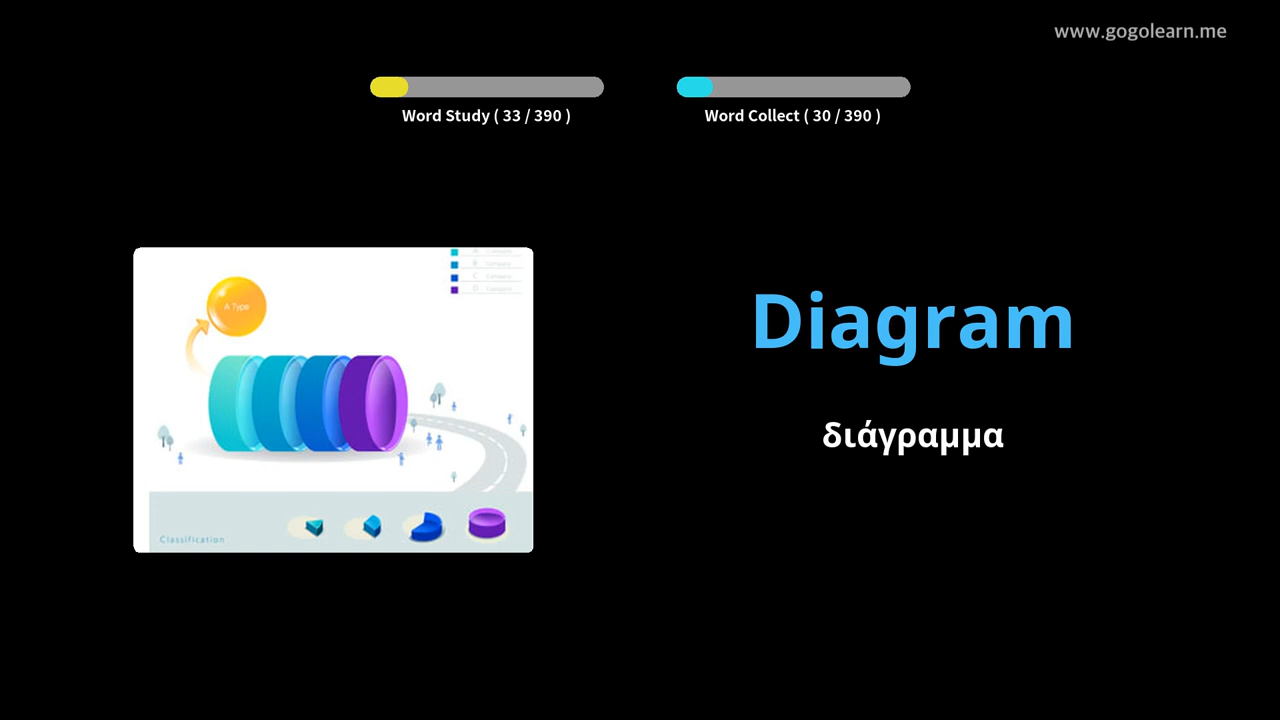 www.gogolearn.me
Word Study ( 33 / 390 )
Word Collect ( 30 / 390 )
A Type
B
C
D
Diagram
διάγραμμα
Classification